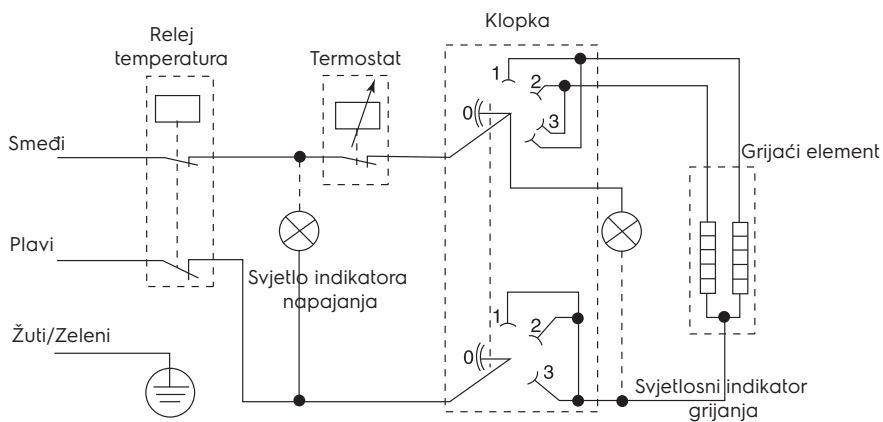 Klopka
Relej
temperatura
Termostat
1
2
0
3
Smeđi
Grijaći element
Plavi
Svjetlo indikatora
napajanja
1
2
0
3
Žuti/Zeleni
Svjetlosni indikator
grijanja